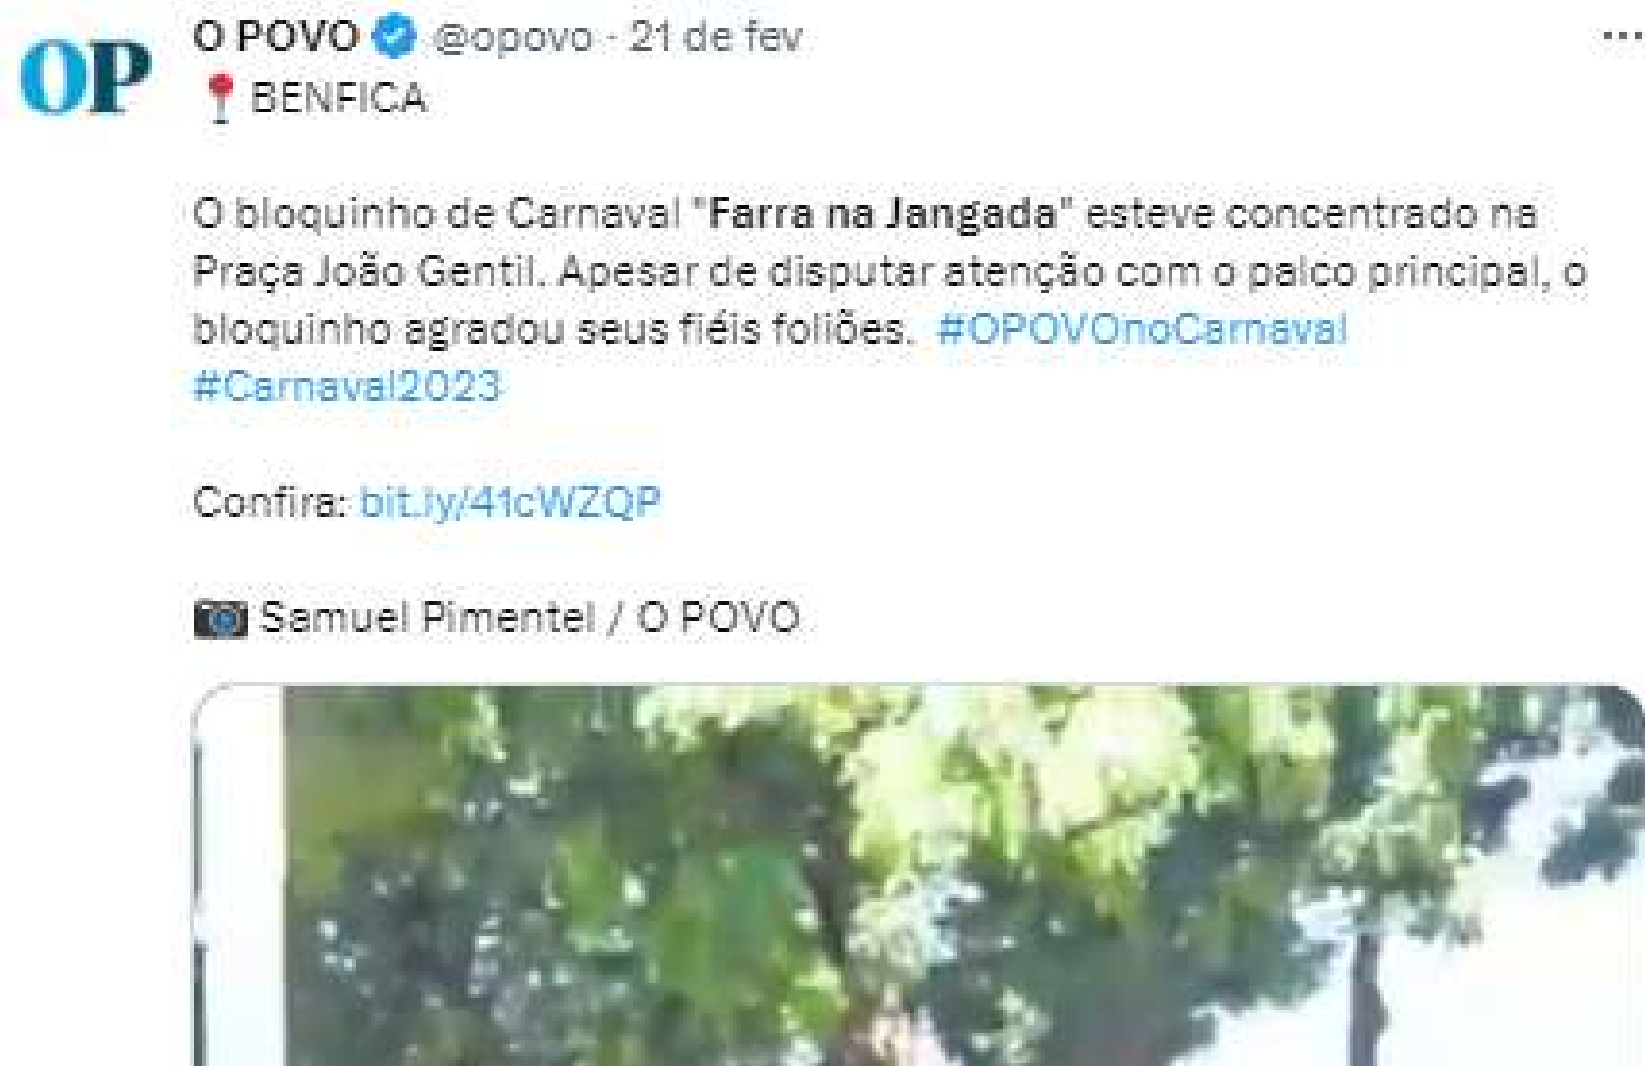 OP
O POVO @opovo · 21 de fev
BENFICA
O bloquinho de Carnaval "Farra na Jangada" esteve concentrado na
Praça João Gentil. Apesar de disputar atenção com o palco principal, o
bloquinho agradou seus fiéis foliões. #OPOVOnoCarnaval
#Carnaval2023
Confira: bit.ly/41cWZQP
Samuel Pimentel / O POVO